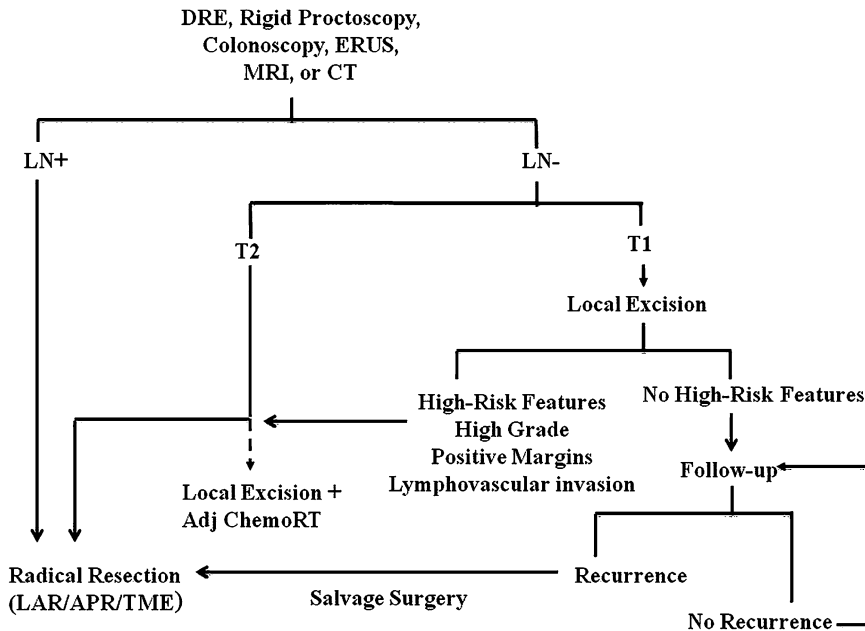 DRE, Rigid Proctoscopy,
Colonoscopy, ERUS,
MRI, or CT
LN+
LN-
T2
T1
Local Excision
High-Risk Features
High Grade
Positive Margins
Lymphovascular invasion
No High-Risk Features
Follow-up
Local Excision +
Adj ChemoRT
Radical Resection
(LAR/APR/TME)
Salvage Surgery
Recurrence
No Recurrence